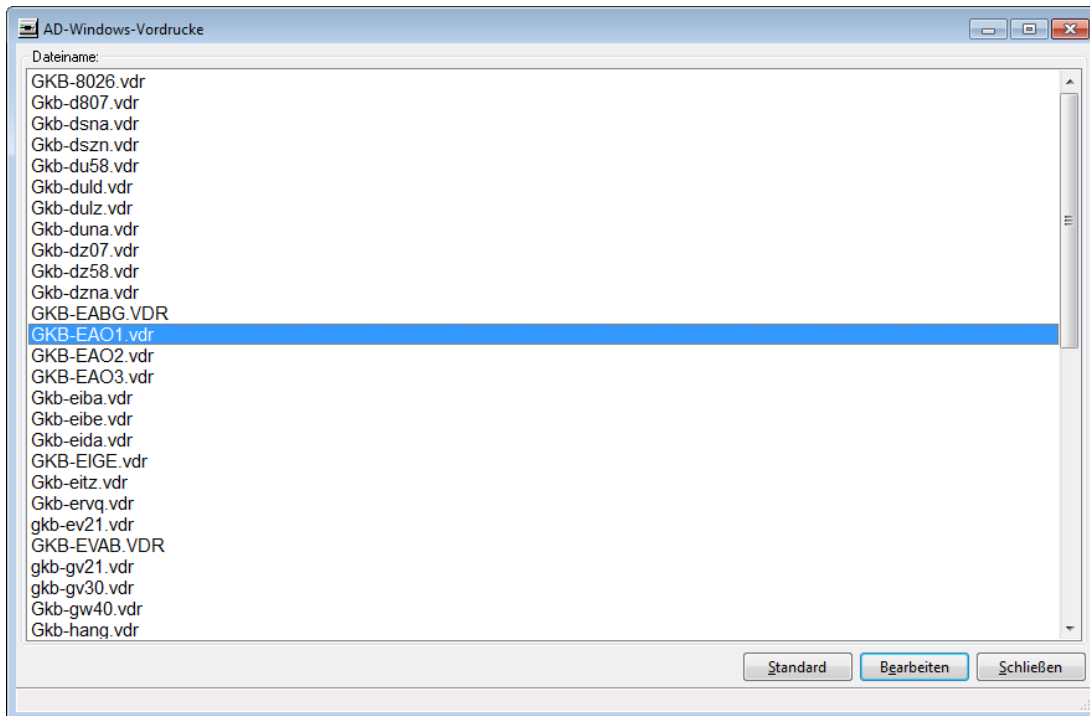 AD-Windows-Vordrucke
Dateiname:
GKB-8026.vdr
Gkb-d807.vdr
Gkb-dsna.vdr
Gkb-dszn.vdr
Gkb-du58.vdr
Gkb-duld.vdr
Gkb-dulz.vdr
Gkb-duna.vdr
Gkb-dz07.vdr
Gkb-dz58.vdr
Gkb-dzna.vdr
GKB-EABG.VDR
GKB-EAO1.vdr
GKB-EAO2.vdr
GKB-EAO3.vdr
Gkb-eiba.vdr
Gkb-eibe.vdr
Gkb-eida.vdr
GKB-EIGE.vdr
Gkb-eitz.vdr
Gkb-ervq.vdr
gkb-ev21.vdr
GKB-EVAB.VDR
gkb-gv21.vdr
gkb-gv30.vdr
Gkb-gw40.vdr
Gkb-hang.vdr
Standard Bearbeiten Schließen